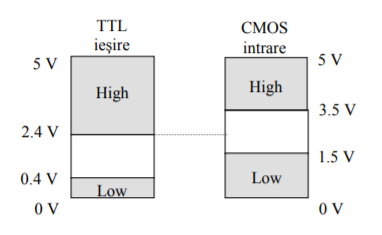 TTL
ieşire
5 V
High
2.4 V
0.4 V
Low
0 V
CMOS
intrare
5 V
High
3.5 V
1.5 V
Low
0 V